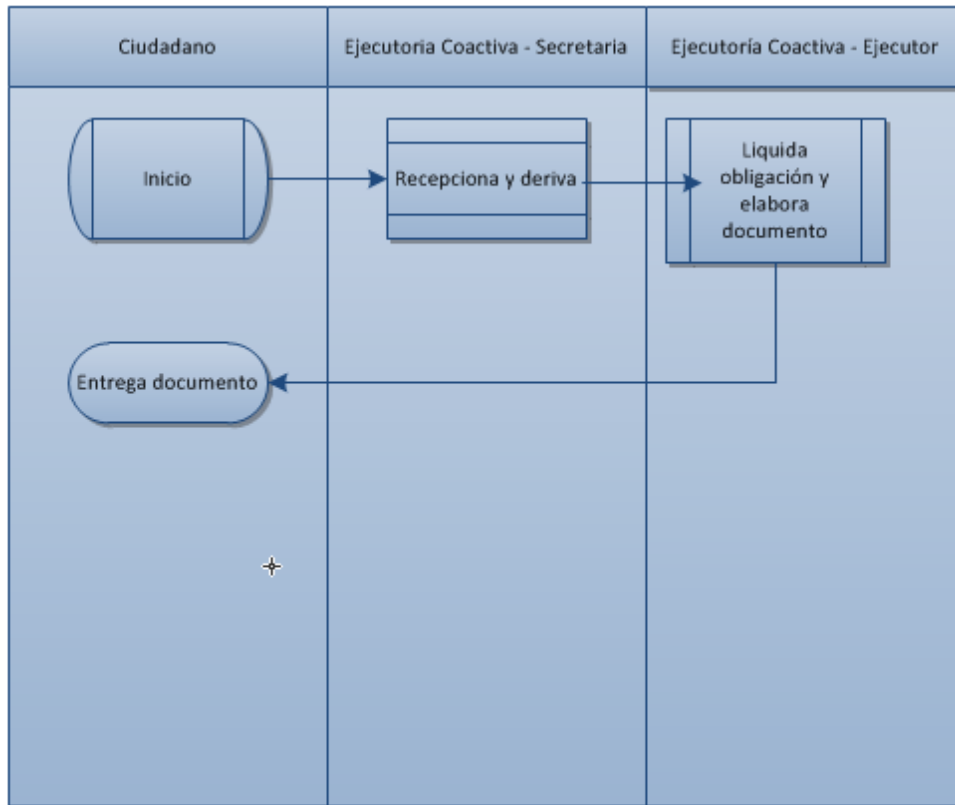 Ciudadano
Ejecutoria Coactiva - Secretaria
Ejecutoría Coactiva - Ejecutor
Inicio
Recepciona y deriva
Liquida
obligación y
elabora
documento
Entrega documento